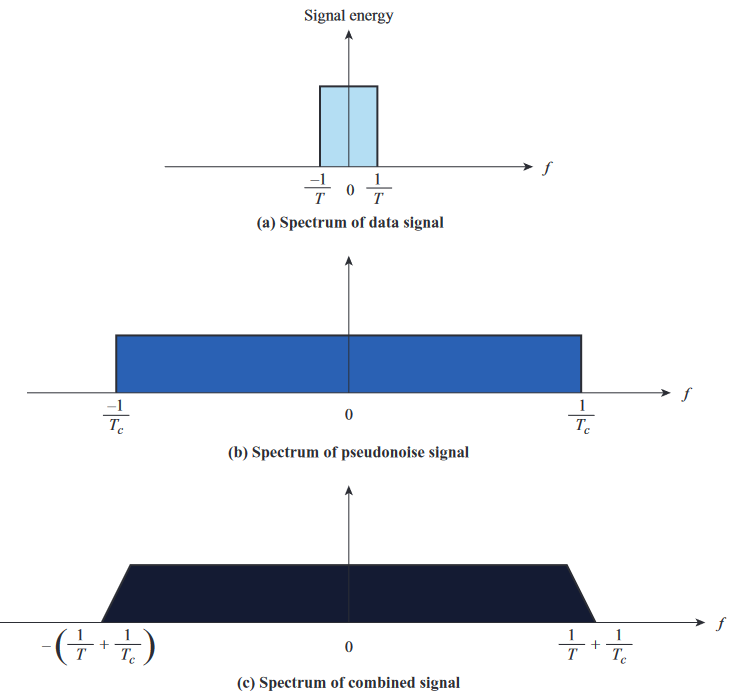 Signal energy
f
–1/T 0 1/T
(a) Spectrum of data signal
f
–1/Tc 0 1/Tc
(b) Spectrum of pseudonoise signal
f
–(1/T + 1/Tc) 0 1/T + 1/Tc
(c) Spectrum of combined signal